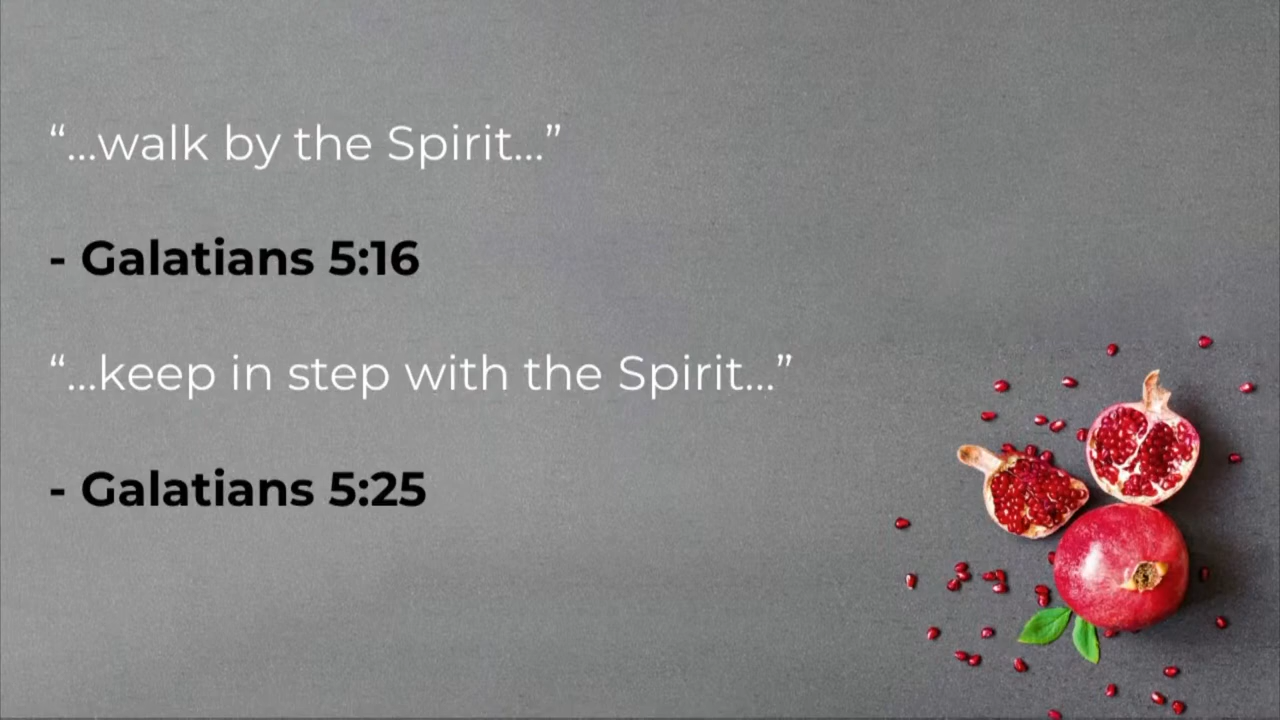 “...walk by the Spirit...”
- Galatians 5:16
“...keep in step with the Spirit...”
- Galatians 5:25